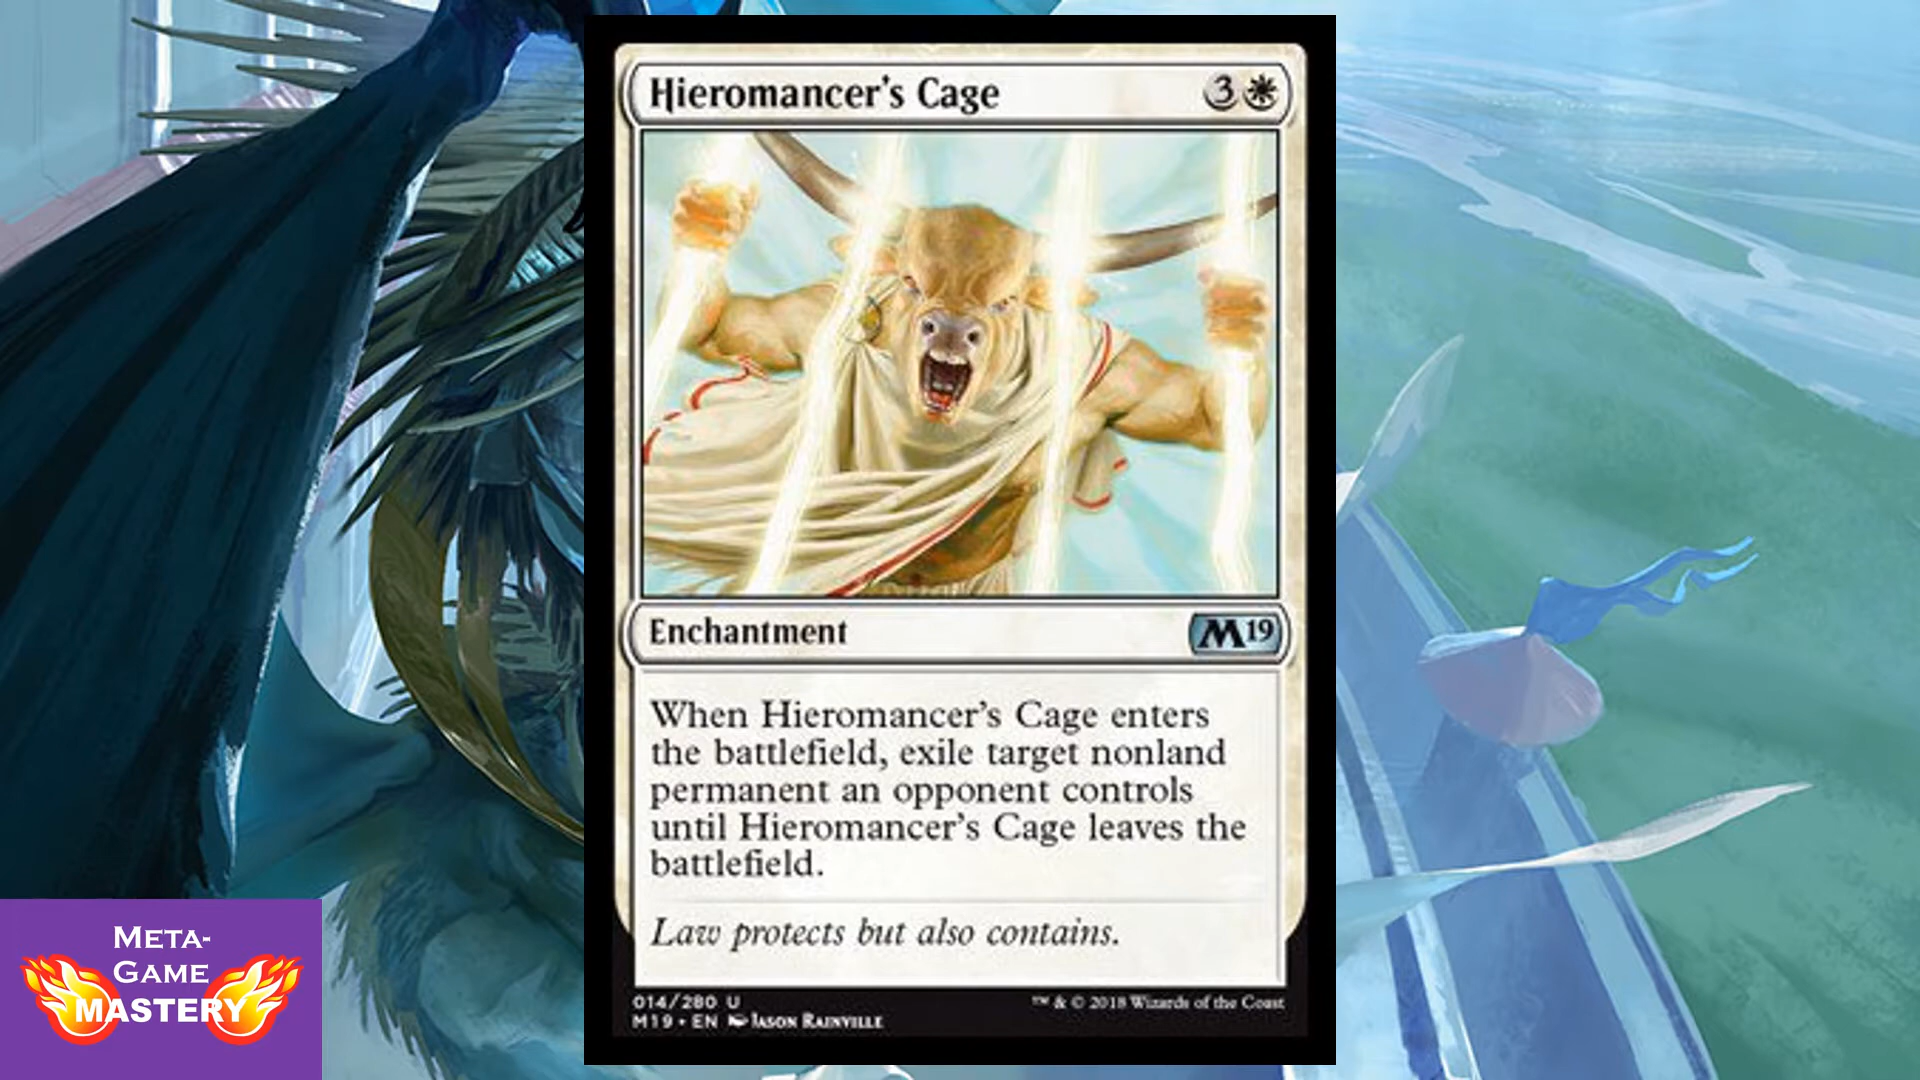 Hieromancer's Cage 3
Enchantment M19
When Hieromancer's Cage enters
the battlefield, exile target nonland
permanent an opponent controls
until Hieromancer's Cage leaves the
battlefield.
Law protects but also contains.
014/280 U ™ & © 2018 Wizards of the Coast
M19 • EN Jason Rainville
META-
GAME
MASTERY